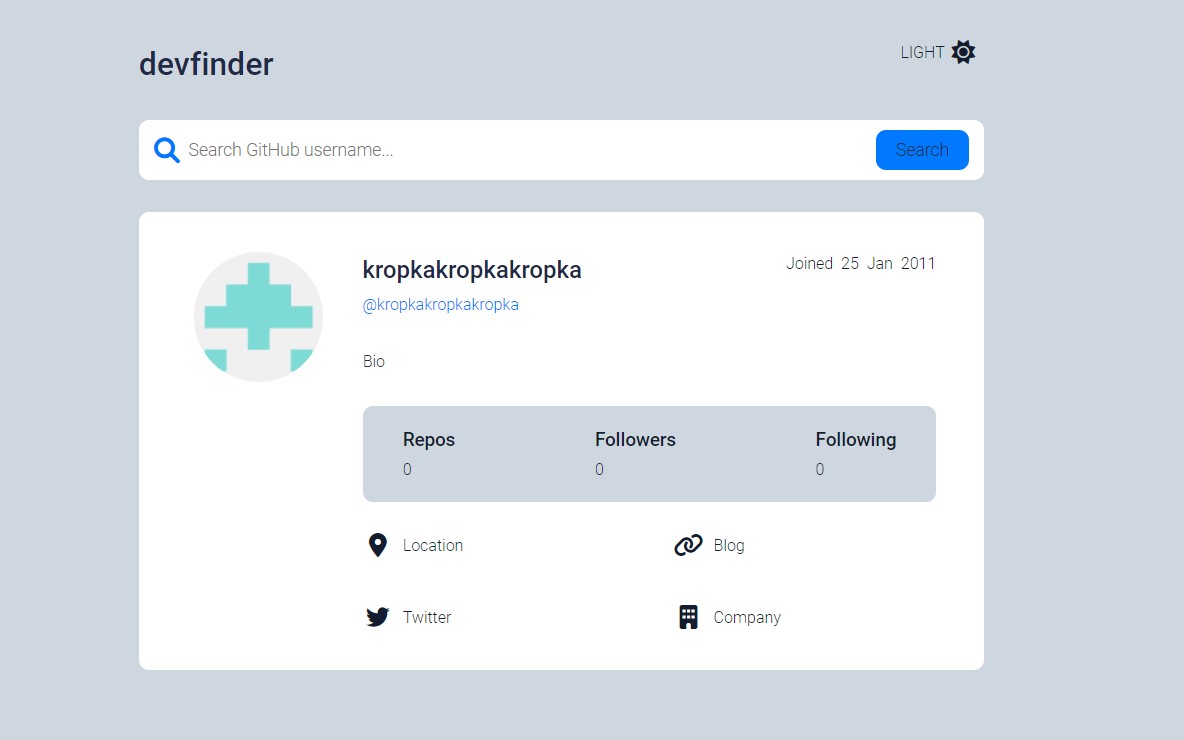 devfinder
LIGHT
Search GitHub username...
Search
kropkakropkakropka
Joined 25 Jan 2011
@kropkakropkakropka
Bio
Repos Followers Following
0 0 0
Location Blog
Twitter Company